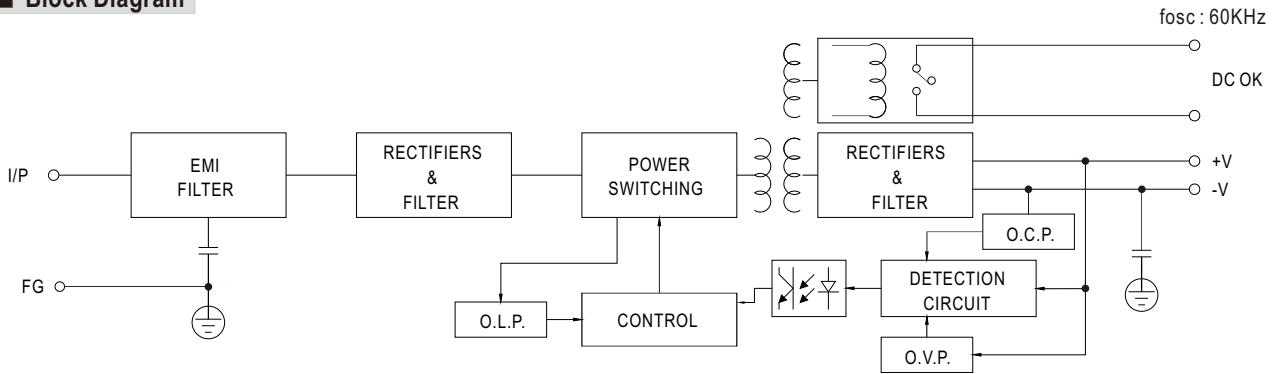 ■ Block Diagram
fosc : 60KHz
DC OK
I/P
EMI
FILTER
RECTIFIERS
&
FILTER
POWER
SWITCHING
RECTIFIERS
&
FILTER
+V
-V
O.C.P.
FG
O.L.P.
CONTROL
DETECTION
CIRCUIT
O.V.P.